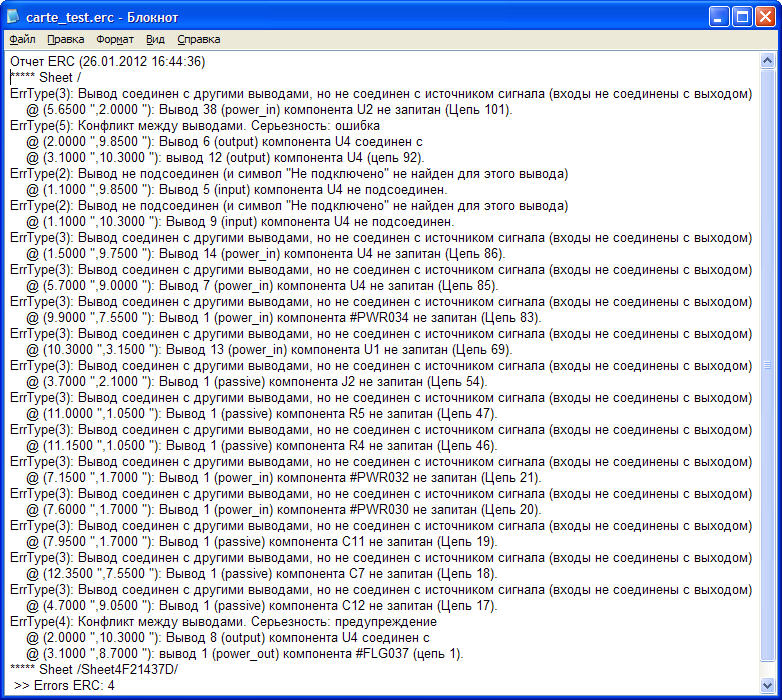 carte_test.erc - Блокнот
Файл Правка Формат Вид Справка
Отчет ERC (26.01.2012 16:44:36)
***** Sheet /
ErrType(3): Вывод соединен с другими выводами, но не соединен с источником сигнала (входы не соединены с выходом)
@ (5.6500 ",2.0000 "): Вывод 38 (power_in) компонента U2 не запитан (Цепь 101).
ErrType(5): Конфликт между выводами. Серьезность: ошибка
@ (2.0000 ",9.8500 "): Вывод 6 (output) компонента U4 соединен с
@ (3.1000 ",10.3000 "): вывод 12 (output) компонента U4 (цепь 92).
ErrType(2): Вывод не подсоединен (и символ "Не подключено" не найден для этого вывода)
@ (1.1000 ",9.8500 "): Вывод 5 (input) компонента U4 не подсоединен.
ErrType(2): Вывод не подсоединен (и символ "Не подключено" не найден для этого вывода)
@ (1.1000 ",10.3000 "): Вывод 9 (input) компонента U4 не подсоединен.
ErrType(3): Вывод соединен с другими выводами, но не соединен с источником сигнала (входы не соединены с выходом)
@ (1.5000 ",9.7500 "): Вывод 14 (power_in) компонента U4 не запитан (Цепь 86).
ErrType(3): Вывод соединен с другими выводами, но не соединен с источником сигнала (входы не соединены с выходом)
@ (5.7000 ",9.0000 "): Вывод 7 (power_in) компонента U4 не запитан (Цепь 85).
ErrType(3): Вывод соединен с другими выводами, но не соединен с источником сигнала (входы не соединены с выходом)
@ (9.9000 ",7.5500 "): Вывод 1 (power_in) компонента #PWR034 не запитан (Цепь 83).
ErrType(3): Вывод соединен с другими выводами, но не соединен с источником сигнала (входы не соединены с выходом)
@ (10.3000 ",3.1500 "): Вывод 13 (power_in) компонента U1 не запитан (Цепь 69).
ErrType(3): Вывод соединен с другими выводами, но не соединен с источником сигнала (входы не соединены с выходом)
@ (3.7000 ",2.1000 "): Вывод 1 (passive) компонента J2 не запитан (Цепь 54).
ErrType(3): Вывод соединен с другими выводами, но не соединен с источником сигнала (входы не соединены с выходом)
@ (11.0000 ",1.0500 "): Вывод 1 (passive) компонента R5 не запитан (Цепь 47).
ErrType(3): Вывод соединен с другими выводами, но не соединен с источником сигнала (входы не соединены с выходом)
@ (11.1500 ",1.0500 "): Вывод 1 (passive) компонента R4 не запитан (Цепь 46).
ErrType(3): Вывод соединен с другими выводами, но не соединен с источником сигнала (входы не соединены с выходом)
@ (7.1500 ",1.7000 "): Вывод 1 (power_in) компонента #PWR032 не запитан (Цепь 21).
ErrType(3): Вывод соединен с другими выводами, но не соединен с источником сигнала (входы не соединены с выходом)
@ (7.6000 ",1.7000 "): Вывод 1 (power_in) компонента #PWR030 не запитан (Цепь 20).
ErrType(3): Вывод соединен с другими выводами, но не соединен с источником сигнала (входы не соединены с выходом)
@ (7.9500 ",1.7000 "): Вывод 1 (passive) компонента C11 не запитан (Цепь 19).
ErrType(3): Вывод соединен с другими выводами, но не соединен с источником сигнала (входы не соединены с выходом)
@ (12.3500 ",7.5500 "): Вывод 1 (passive) компонента C7 не запитан (Цепь 18).
ErrType(3): Вывод соединен с другими выводами, но не соединен с источником сигнала (входы не соединены с выходом)
@ (4.7000 ",9.0500 "): Вывод 1 (passive) компонента C12 не запитан (Цепь 17).
ErrType(4): Конфликт между выводами. Серьезность: предупреждение
@ (2.0000 ",10.3000 "): Вывод 8 (output) компонента U4 соединен с
@ (3.1000 ",8.7000 "): вывод 1 (power_out) компонента #FLG037 (цепь 1).
***** Sheet /Sheet4F21437D/
>> Errors ERC: 4